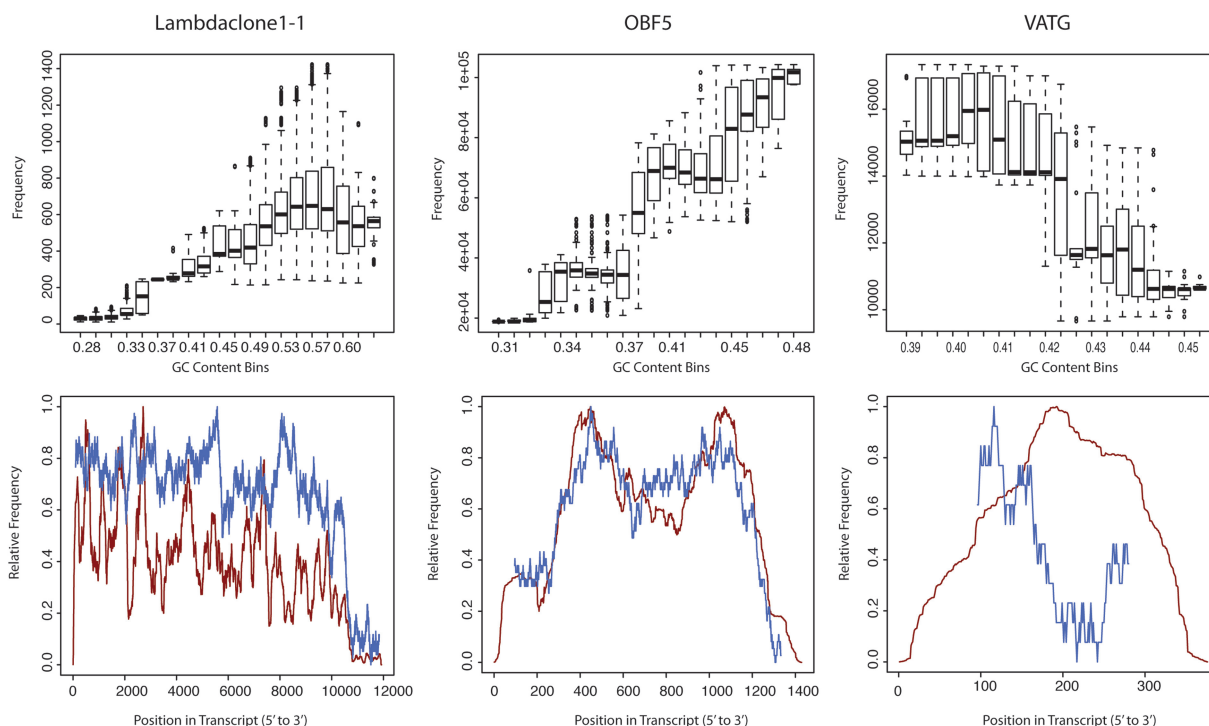 Lambdaclone1-1
OBF5
VATG
Frequency
0 200 400 600 800 1000 1200 1400
0.28 0.33 0.37 0.41 0.45 0.49 0.53 0.57 0.60
GC Content Bins
Frequency
2e+04 4e+04 6e+04 8e+04 1e+05
0.31 0.34 0.37 0.41 0.45 0.48
GC Content Bins
Frequency
10000 12000 14000 16000
0.39 0.40 0.41 0.42 0.43 0.44 0.45
GC Content Bins
Relative Frequency
0.0 0.2 0.4 0.6 0.8 1.0
0 2000 4000 6000 8000 10000 12000
Position in Transcript (5' to 3')
Relative Frequency
0.0 0.2 0.4 0.6 0.8 1.0
0 200 400 600 800 1000 1200 1400
Position in Transcript (5' to 3')
Relative Frequency
0.0 0.2 0.4 0.6 0.8 1.0
0 100 200 300
Position in Transcript (5' to 3')